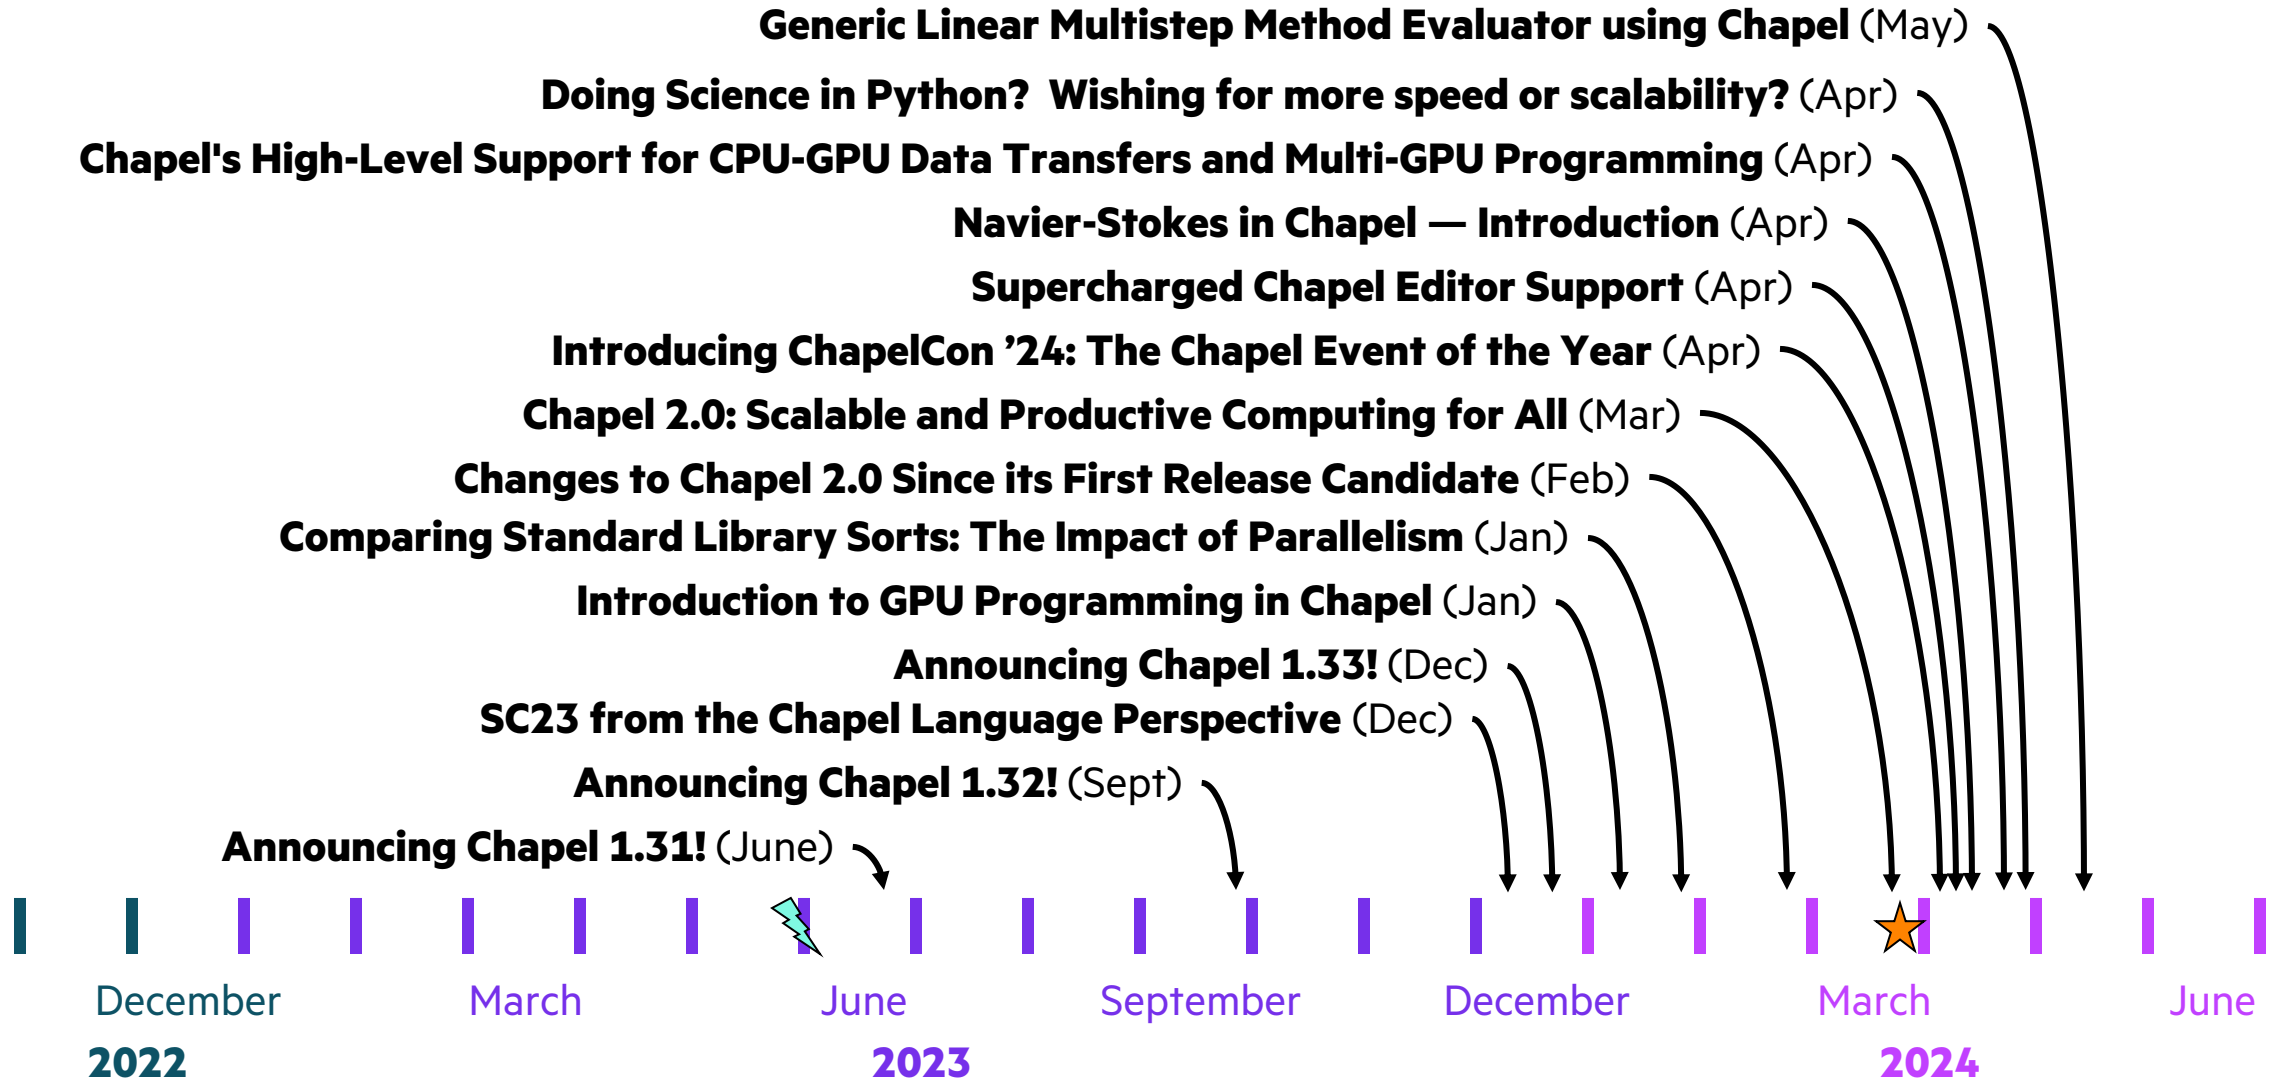 Generic Linear Multistep Method Evaluator using Chapel (May)
Doing Science in Python?  Wishing for more speed or scalability? (Apr)
Chapel's High-Level Support for CPU-GPU Data Transfers and Multi-GPU Programming (Apr)
Navier-Stokes in Chapel — Introduction (Apr)
Supercharged Chapel Editor Support (Apr)
Introducing ChapelCon ’24: The Chapel Event of the Year (Apr)
Chapel 2.0: Scalable and Productive Computing for All (Mar)
Changes to Chapel 2.0 Since its First Release Candidate (Feb)
Comparing Standard Library Sorts: The Impact of Parallelism (Jan)
Introduction to GPU Programming in Chapel (Jan)
Announcing Chapel 1.33! (Dec)
SC23 from the Chapel Language Perspective (Dec)
Announcing Chapel 1.32! (Sept)
Announcing Chapel 1.31! (June)
December March June September December March June
2022 2023 2024